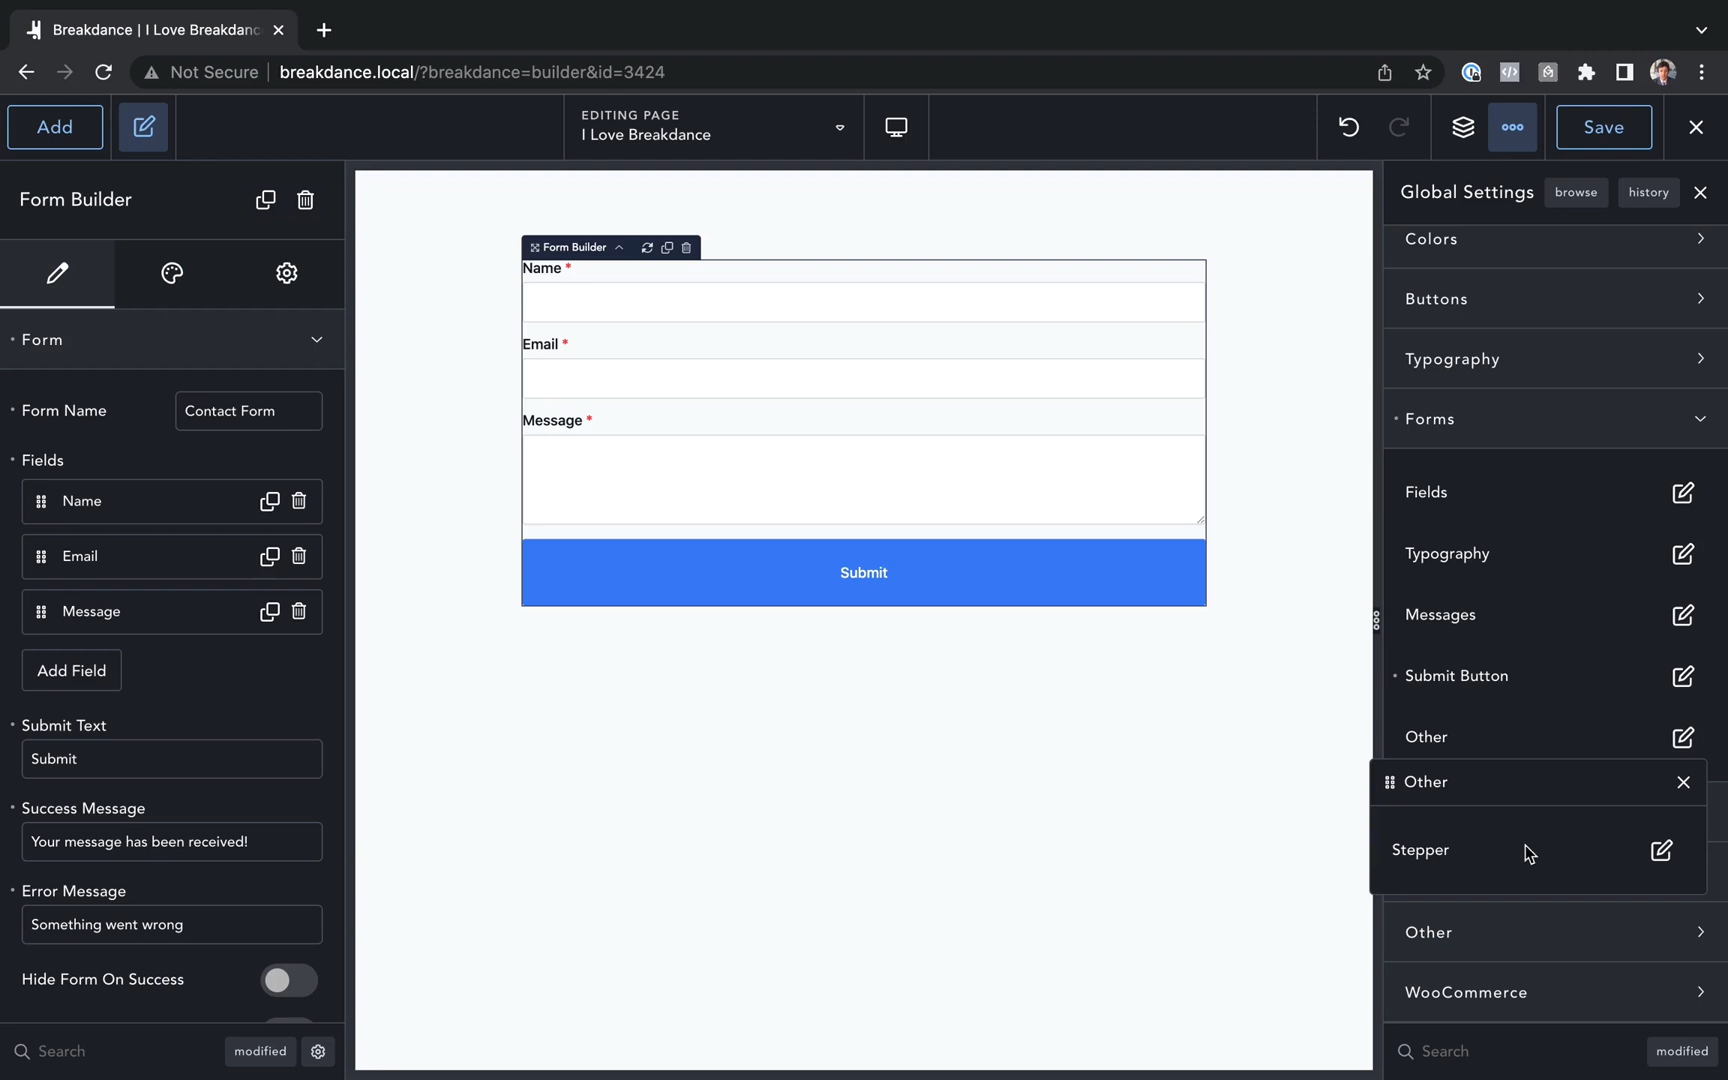 Breakdance | I Love Breakdanc
Not Secure
breakdance.local/?breakdance=builder&id=3424
Add
EDITING PAGE
I Love Breakdance
Save
Form Builder
Form
Form Name
Contact Form
Fields
Name
Email
Message
Add Field
Submit Text
Submit
Success Message
Your message has been received!
Error Message
Something went wrong
Hide Form On Success
Search
modified
Form Builder
Name *
Email *
Message *
Submit
Global Settings
browse
history
Colors
Buttons
Typography
Forms
Fields
Typography
Messages
Submit Button
Other
Other
Stepper
Other
WooCommerce
Search
modified